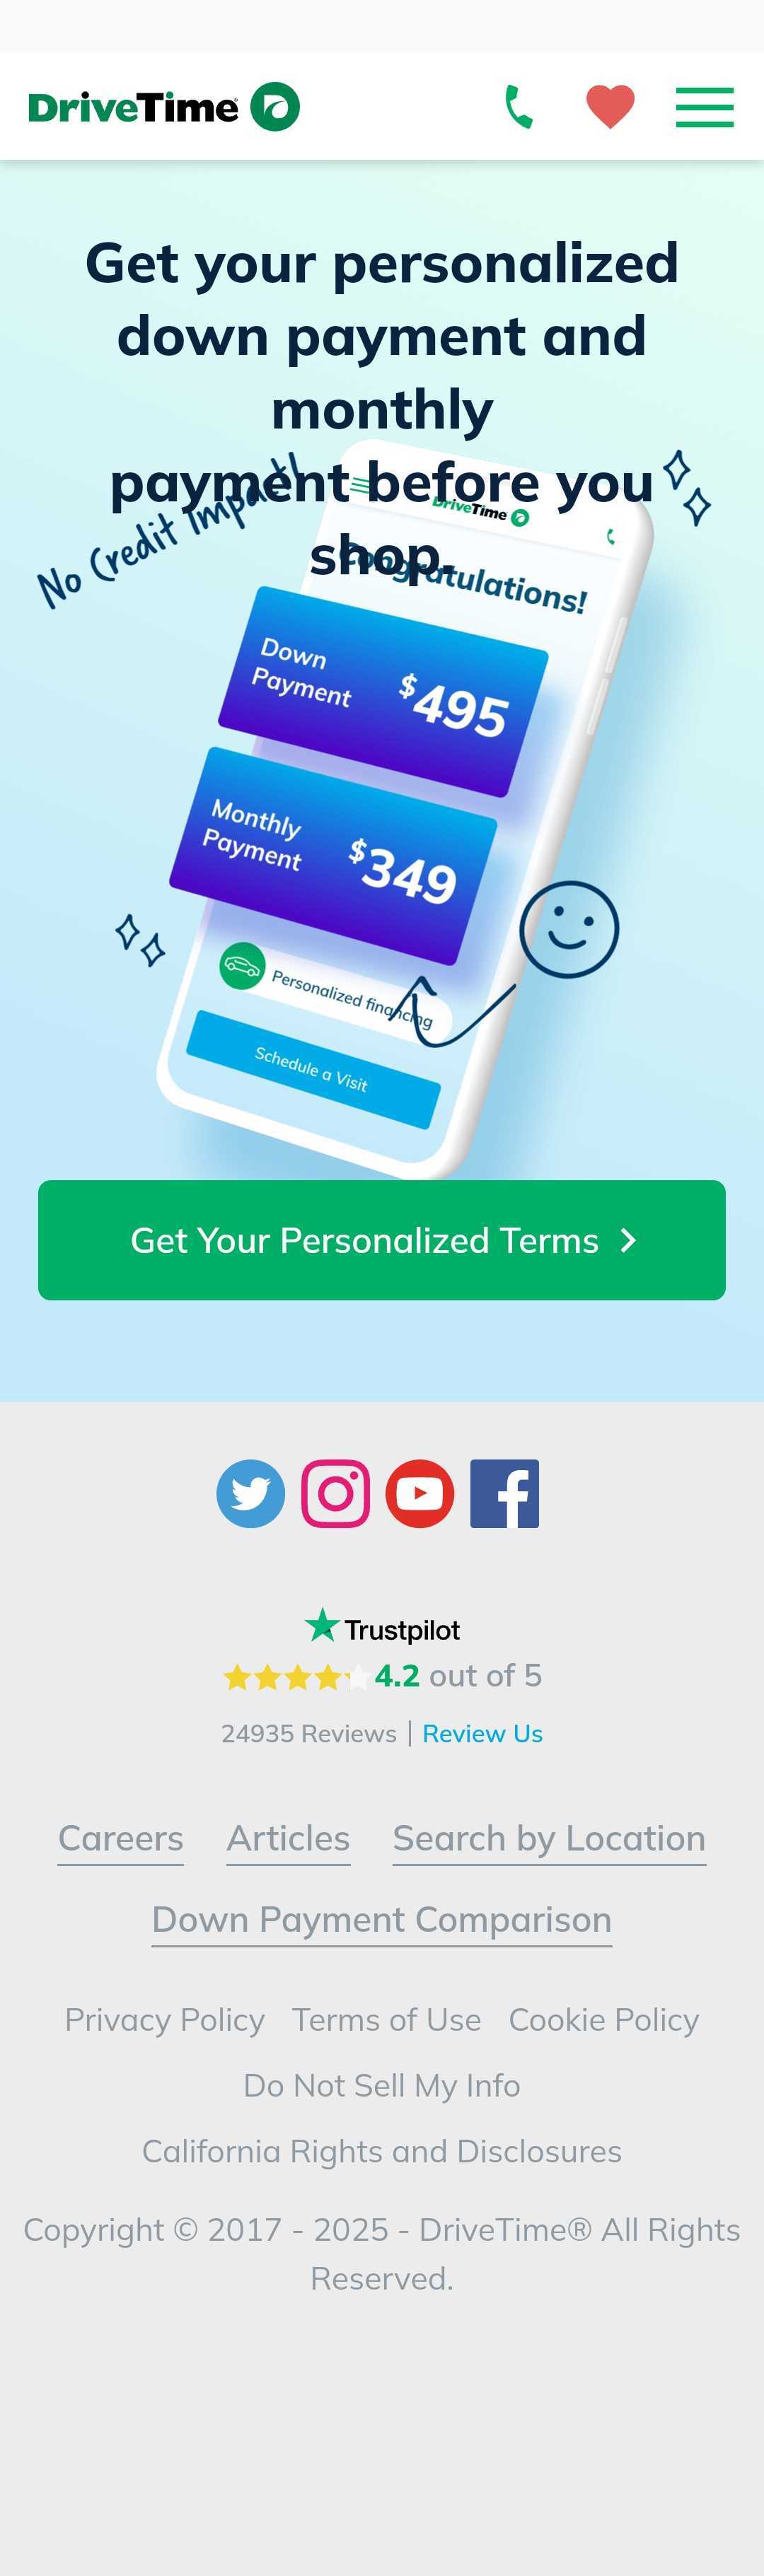 DriveTime
Get your personalized
down payment and
monthly
payment before you
shop.
No Credit Impact!
DriveTime
Congratulations!
Down
Payment
$495
Monthly
Payment
$349
Personalized financing
Schedule a Visit
Get Your Personalized Terms
Trustpilot
4.2 out of 5
24935 Reviews | Review Us
Careers Articles Search by Location
Down Payment Comparison
Privacy Policy Terms of Use Cookie Policy
Do Not Sell My Info
California Rights and Disclosures
Copyright © 2017 - 2025 - DriveTime® All Rights
Reserved.